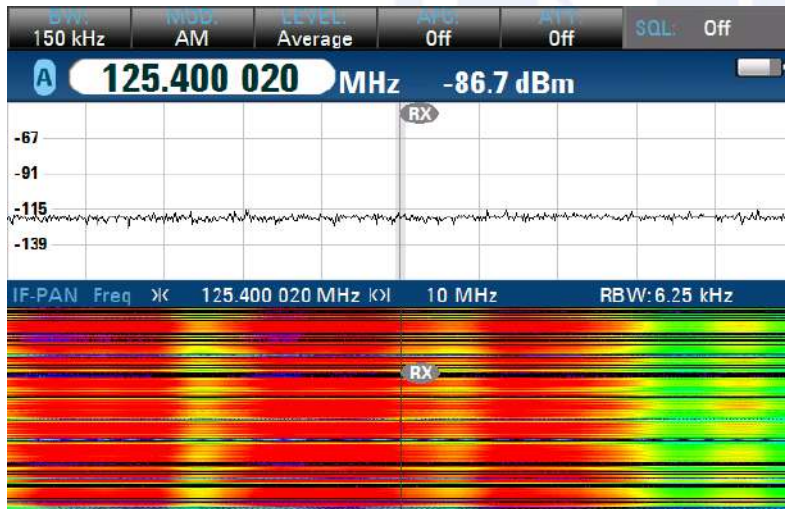 BW: MOD: LEVEL: AFC: ATT: SQL: Off
150 kHz AM Average Off Off
A 125.400 020 MHz -86.7 dBm
RX
-67
-91
-115
-139
IF-PAN Freq 125.400 020 MHz 10 MHz RBW: 6.25 kHz
RX